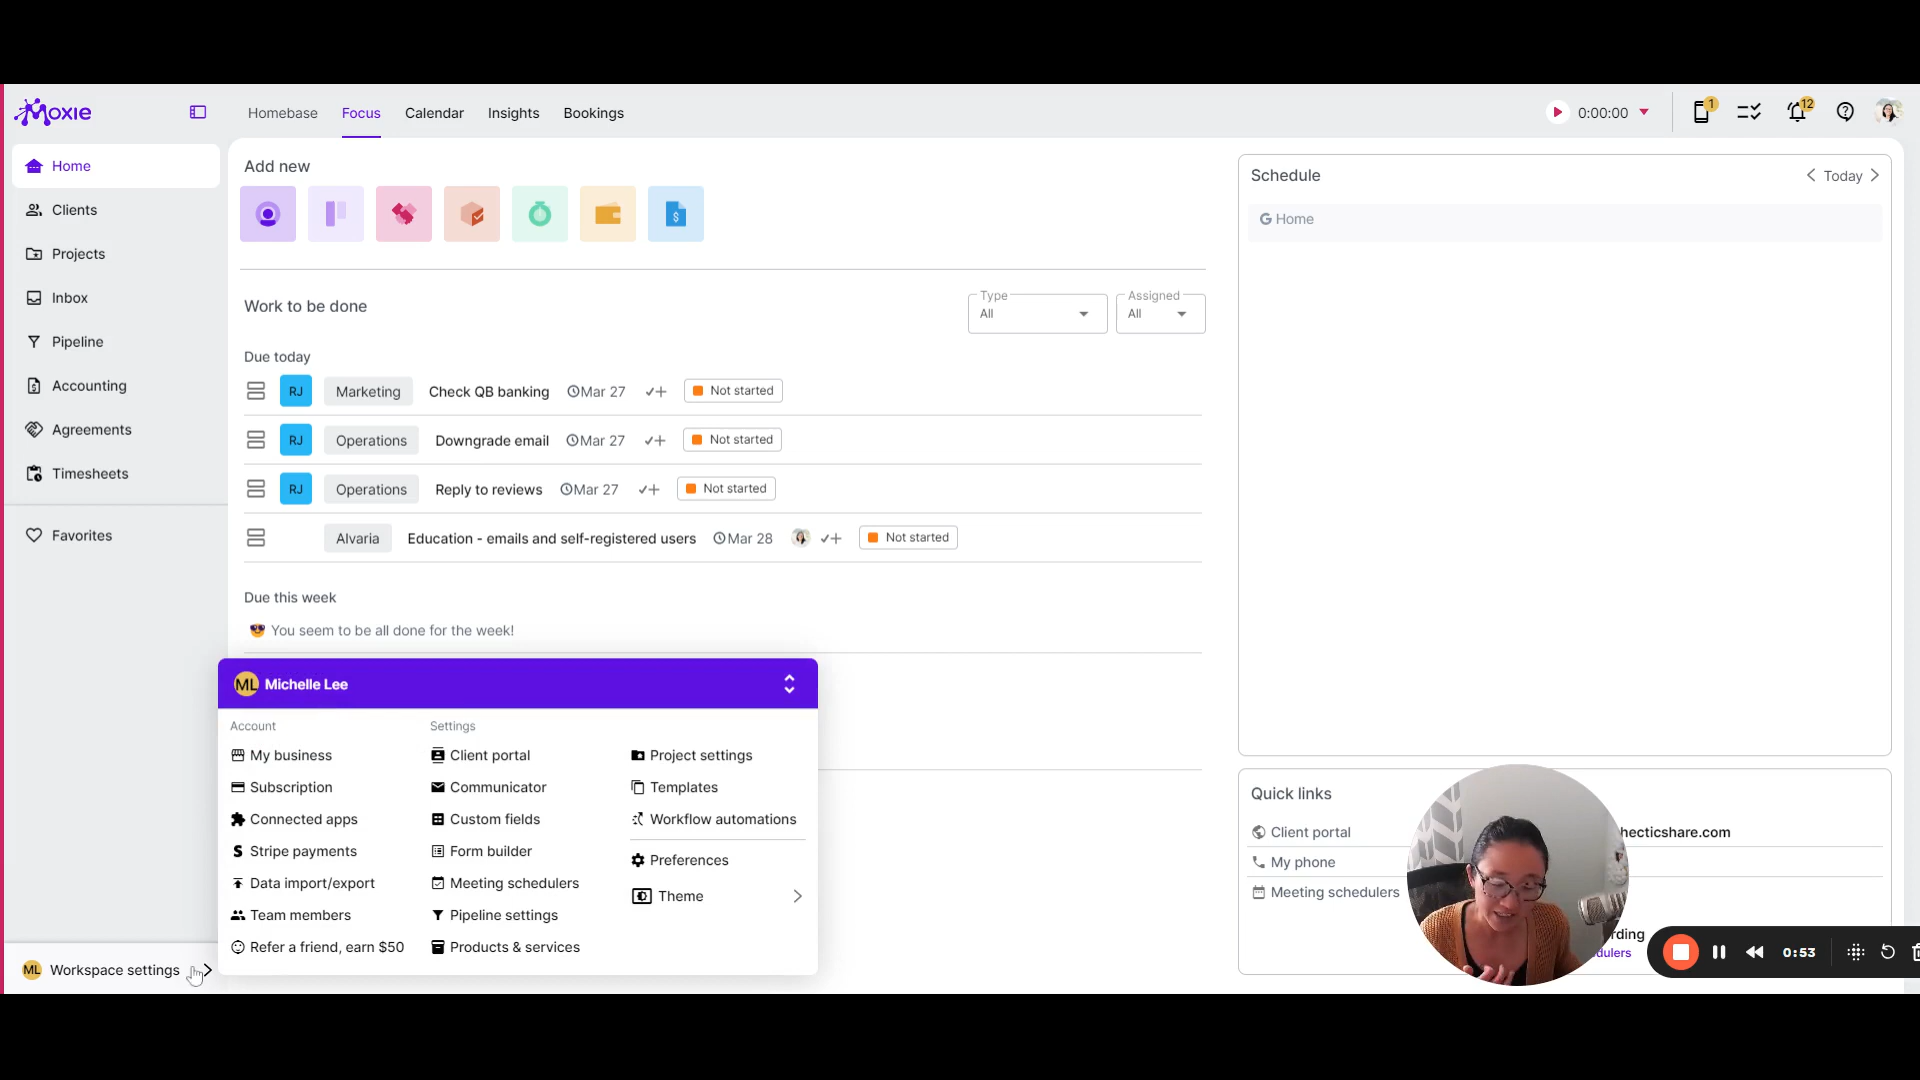 Moxie
Homebase Focus Calendar Insights Bookings
0:00:00
1
12
Home
Clients
Projects
Inbox
Pipeline
Accounting
Agreements
Timesheets
Favorites
ML Workspace settings
Add new
Work to be done
Type
All
Assigned
All
Due today
RJ Marketing Check QB banking Mar 27 Not started
RJ Operations Downgrade email Mar 27 Not started
RJ Operations Reply to reviews Mar 27 Not started
Alvaria Education - emails and self-registered users Mar 28 Not started
Due this week
😎 You seem to be all done for the week!
ML Michelle Lee
Account
My business
Subscription
Connected apps
Stripe payments
Data import/export
Team members
Refer a friend, earn $50
Settings
Client portal
Communicator
Custom fields
Form builder
Meeting schedulers
Pipeline settings
Products & services
Project settings
Templates
Workflow automations
Preferences
Theme
Schedule
Today
G Home
Quick links
Client portal
hecticshare.com
My phone
Meeting schedulers
rding
dulers
0:53